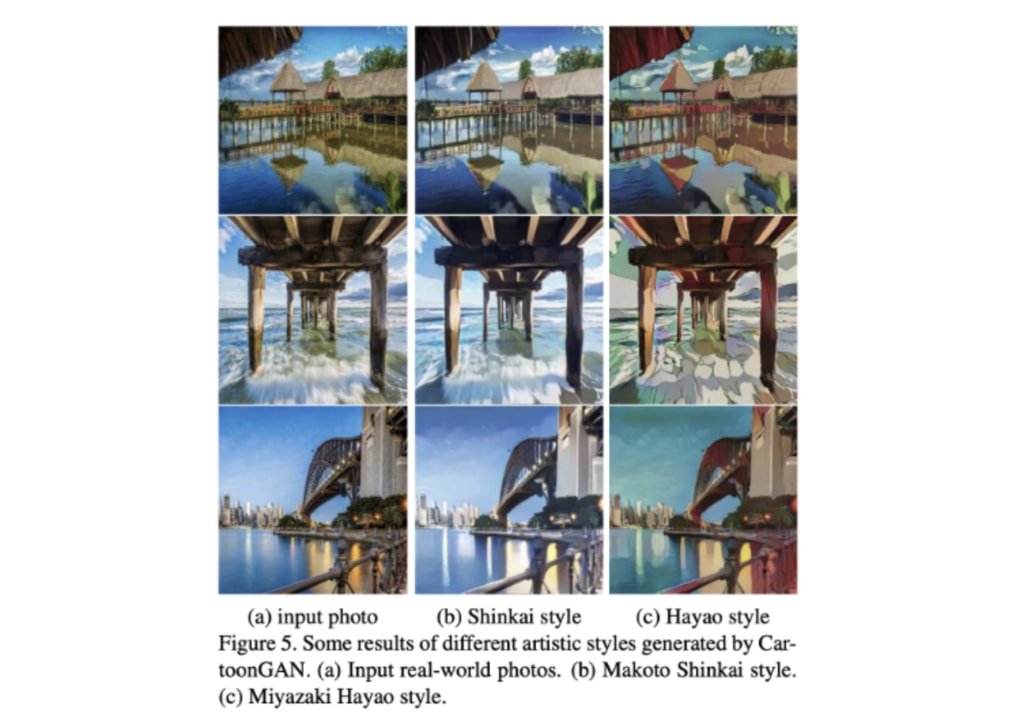 (a) input photo (b) Shinkai style (c) Hayao style
Figure 5. Some results of different artistic styles generated by Car-
toonGAN. (a) Input real-world photos. (b) Makoto Shinkai style.
(c) Miyazaki Hayao style.